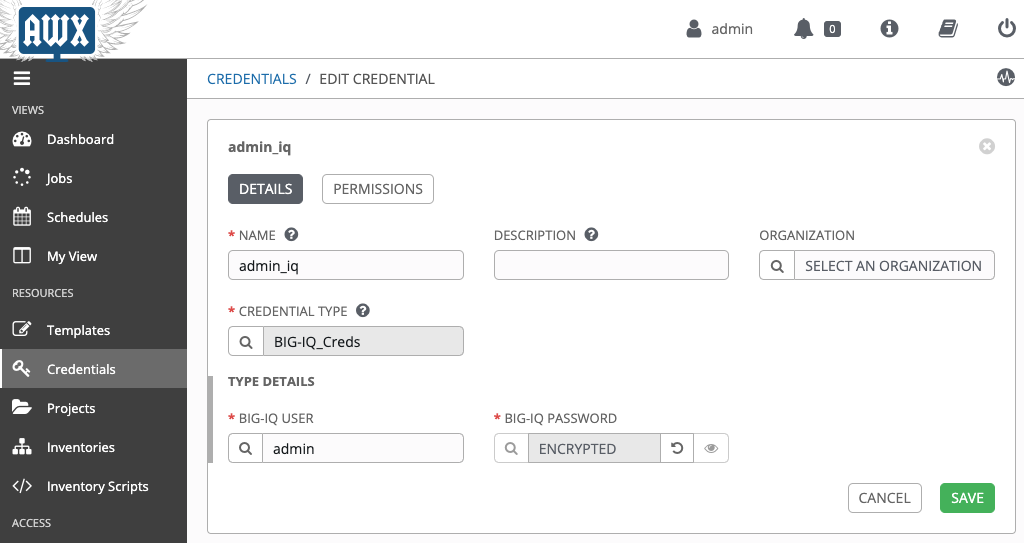 AWX
admin
0
CREDENTIALS / EDIT CREDENTIAL
VIEWS
Dashboard
Jobs
Schedules
My View
RESOURCES
Templates
Credentials
Projects
Inventories
Inventory Scripts
ACCESS
admin_iq
DETAILS
PERMISSIONS
* NAME ?
admin_iq
DESCRIPTION ?
ORGANIZATION
SELECT AN ORGANIZATION
* CREDENTIAL TYPE ?
BIG-IQ_Creds
TYPE DETAILS
* BIG-IQ USER
admin
* BIG-IQ PASSWORD
ENCRYPTED
CANCEL
SAVE